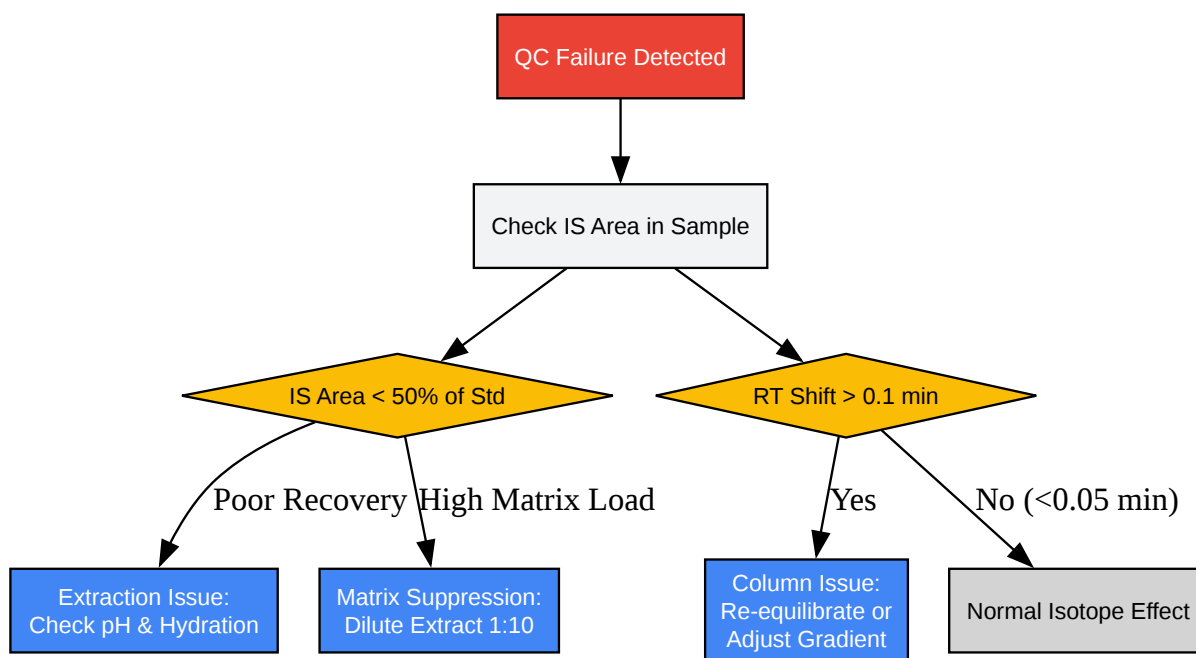 QC Failure Detected
Check IS Area in Sample
IS Area < 50% of Std
RT Shift > 0.1 min
Poor Recovery
High Matrix Load
Yes
No (<0.05 min)
Extraction Issue:
Check pH & Hydration
Matrix Suppression:
Dilute Extract 1:10
Column Issue:
Re-equilibrate or
Adjust Gradient
Normal Isotope Effect